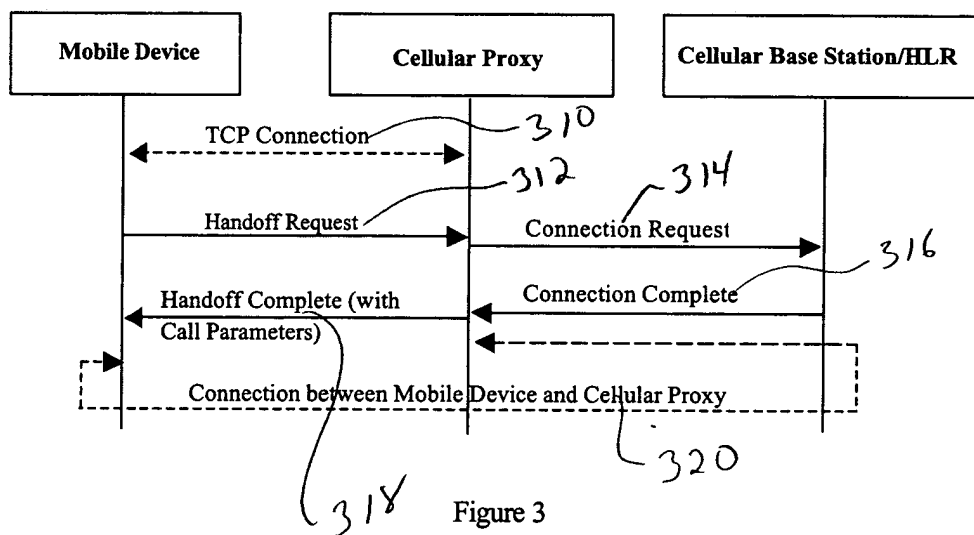 Mobile Device
Cellular Proxy
Cellular Base Station/HLR
TCP Connection
310
Handoff Request
312
Connection Request
314
Connection Complete
316
Handoff Complete (with
Call Parameters)
Connection between Mobile Device and Cellular Proxy
318
320
Figure 3